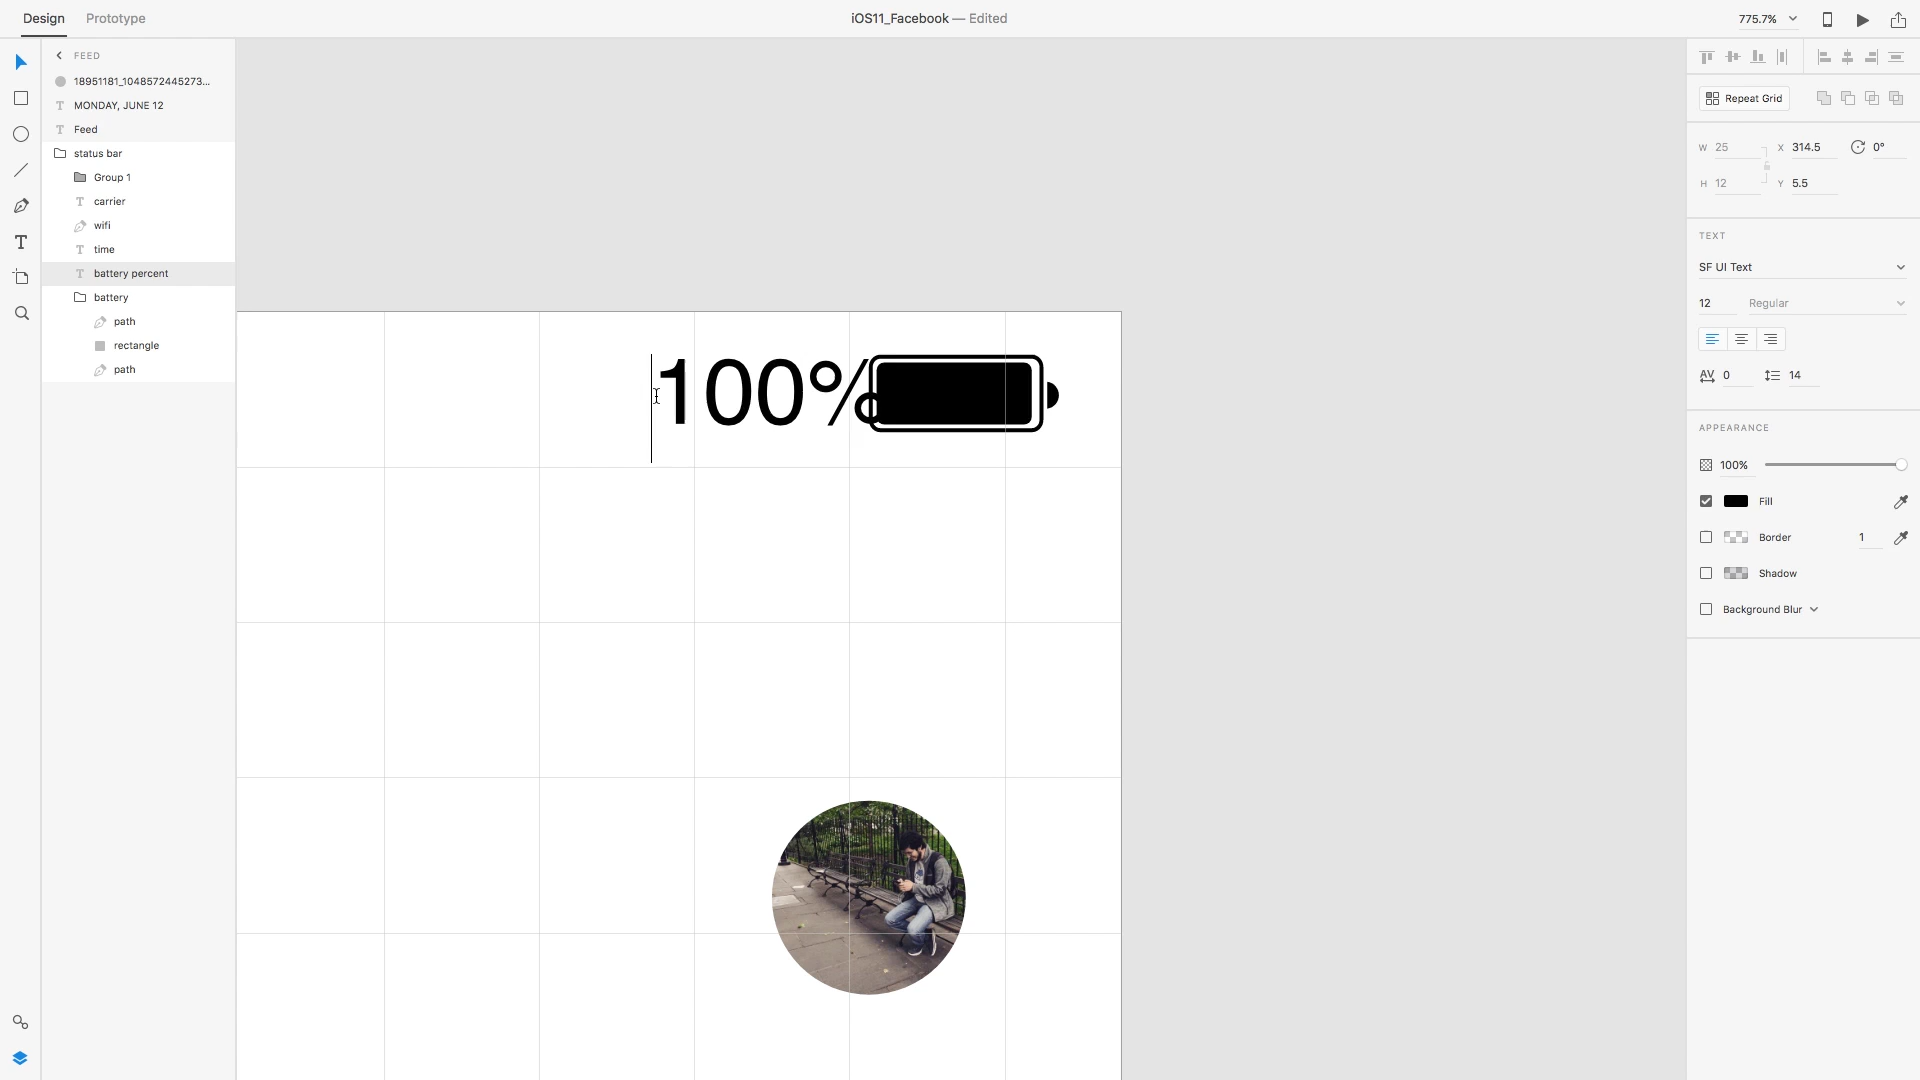 Design
Prototype
iOS11_Facebook — Edited
775.7%
FEED
18951181_1048572445273...
MONDAY, JUNE 12
Feed
status bar
Group 1
carrier
wifi
time
battery percent
battery
path
rectangle
path
100%
Repeat Grid
W 25 X 314.5 0°
H 12 Y 5.5
TEXT
SF UI Text
12 Regular
AV 0 14
APPEARANCE
100%
Fill
Border 1
Shadow
Background Blur